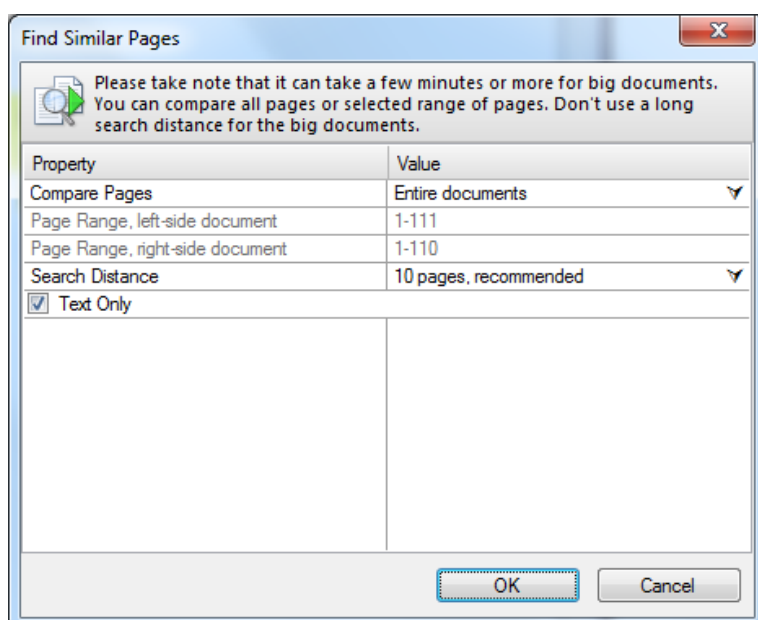 Find Similar Pages
Please take note that it can take a few minutes or more for big documents.
You can compare all pages or selected range of pages. Don't use a long
search distance for the big documents.
Property Value
Compare Pages Entire documents
Page Range, left-side document 1-111
Page Range, right-side document 1-110
Search Distance 10 pages, recommended
Text Only
OK Cancel